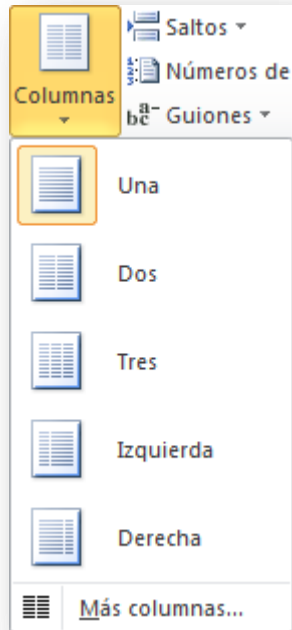 Columnas
Saltos
Números de
Guiones
Una
Dos
Tres
Izquierda
Derecha
Más columnas...